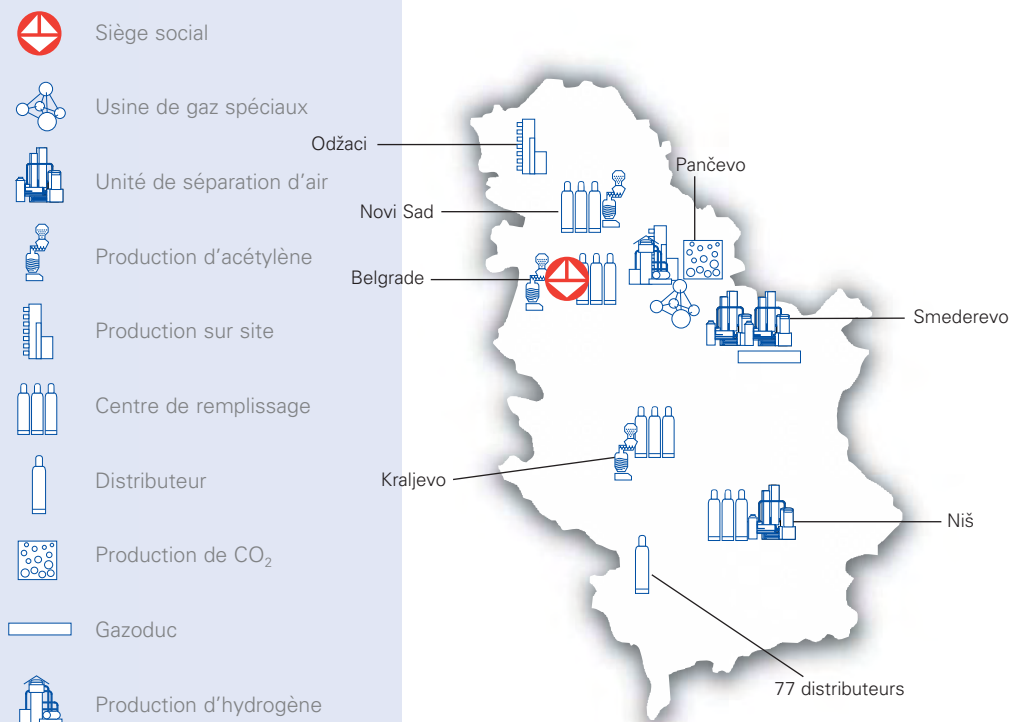 Siège social
Usine de gaz spéciaux
Unité de séparation d'air
Production d'acétylène
Production sur site
Centre de remplissage
Distributeur
Production de CO₂
Gazoduc
Production d'hydrogène
Odžaci
Pančevo
Novi Sad
Belgrade
Smederevo
Kraljevo
Niš
77 distributeurs